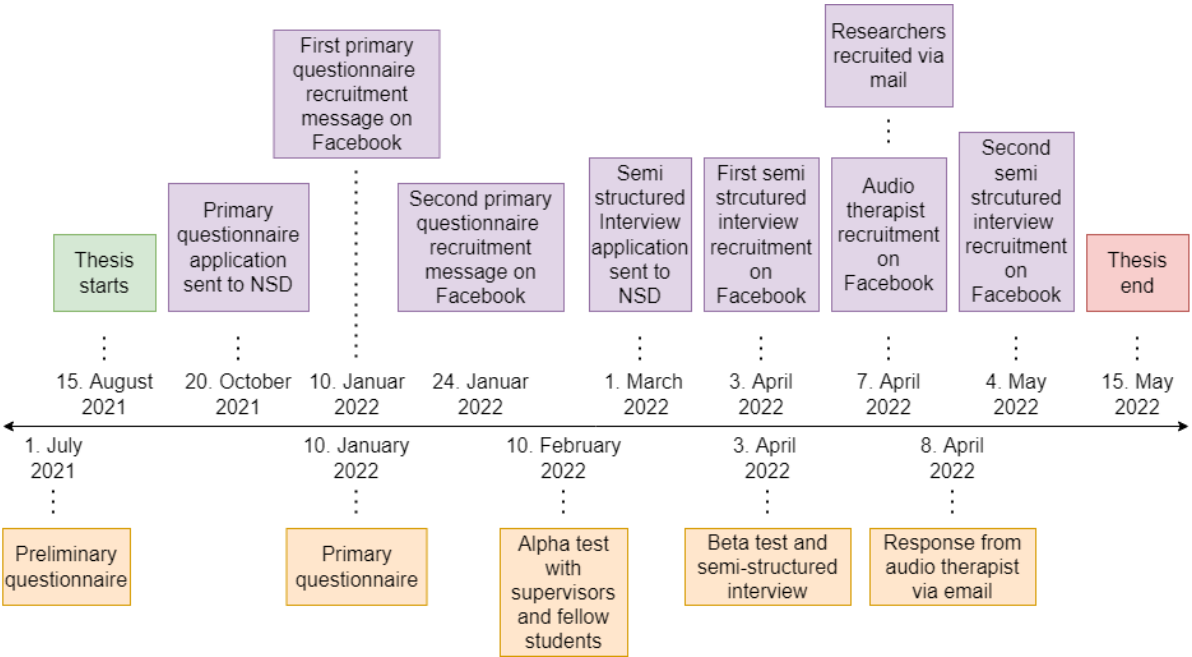 Researchers
recruited via
mail
First primary
questionnaire
recruitment
message on
Facebook
Second
semi
strcutured
interview
recruitment
on
Facebook
Semi
structured
Interview
application
sent to
NSD
First semi
strcutured
interview
recruitment
on
Facebook
Audio
therapist
recruitment
on
Facebook
Primary
questionnaire
application
sent to NSD
Second primary
questionnaire
recruitment
message on
Facebook
Thesis
starts
Thesis
end
15. August
2021
20. October
2021
10. Januar
2022
24. Januar
2022
1. March
2022
3. April
2022
7. April
2022
4. May
2022
15. May
2022
1. July
2021
10. January
2022
10. February
2022
3. April
2022
8. April
2022
Preliminary
questionnaire
Primary
questionnaire
Alpha test
with
supervisors
and fellow
students
Beta test and
semi-structured
interview
Response from
audio therapist
via email